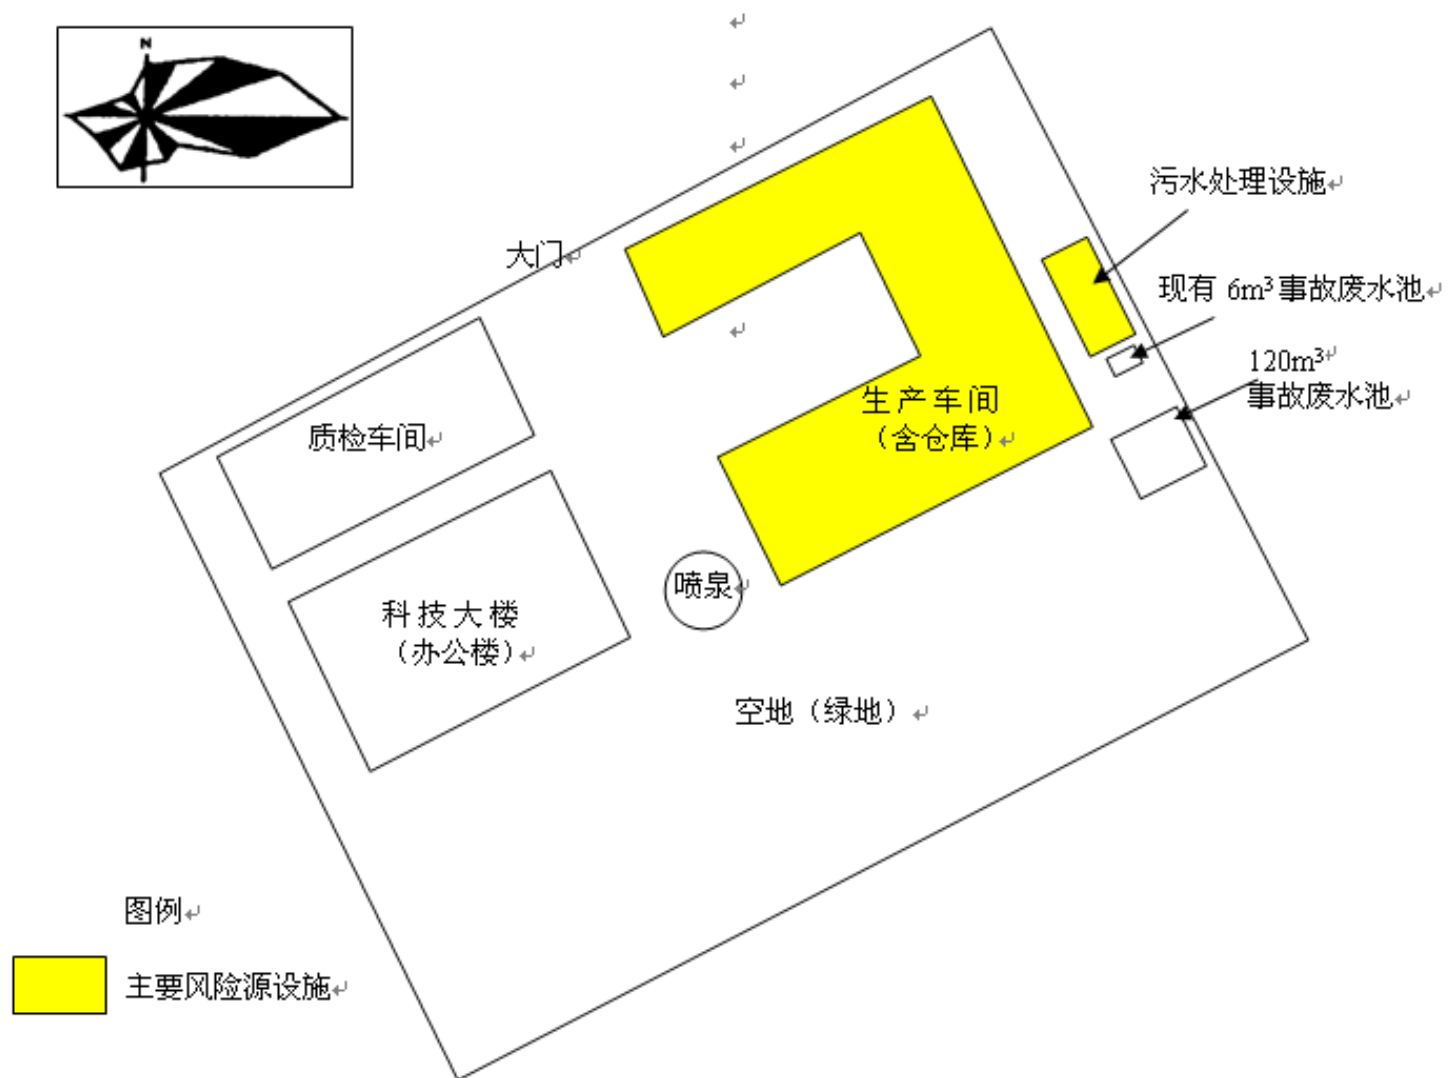 N
污水处理设施
大门
现有 6m³事故废水池
120m³
事故废水池
生产车间
（含仓库）
质检车间
喷泉
科技大楼
（办公楼）
空地（绿地）
图例
主要风险源设施